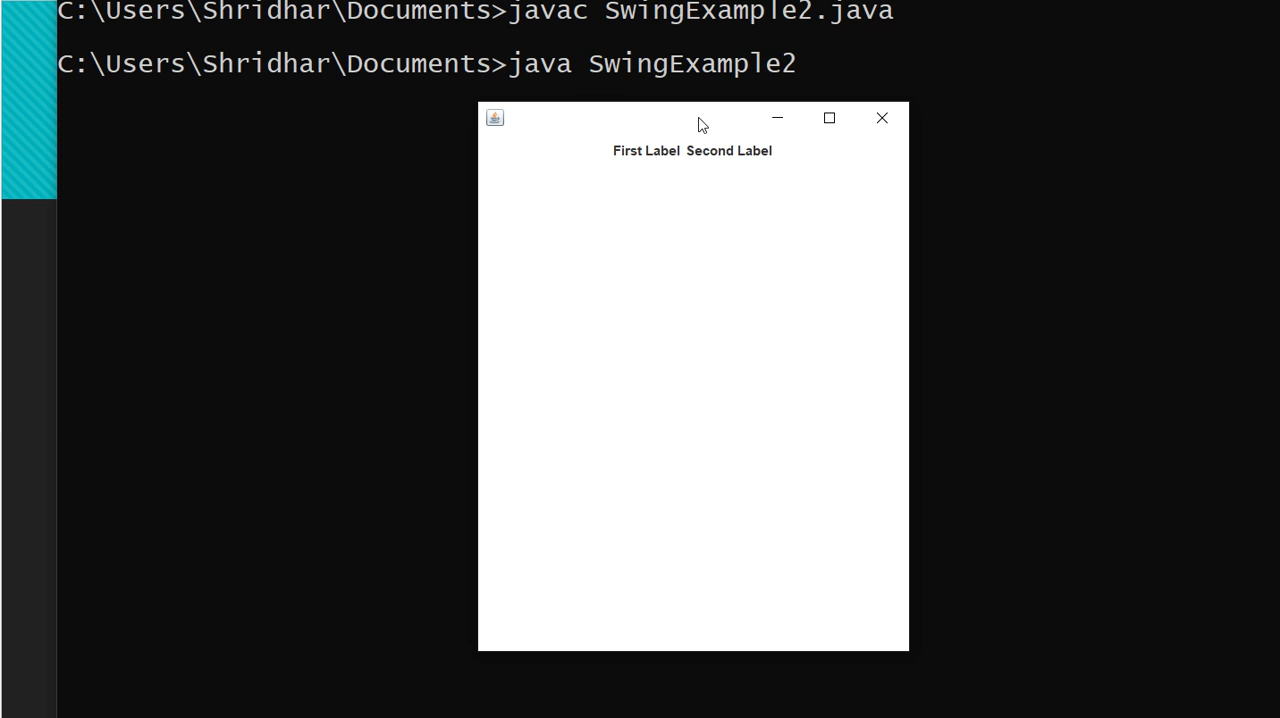 C:\Users\Shridhar\Documents>javac SwingExample2.java
C:\Users\Shridhar\Documents>java SwingExample2
First Label Second Label